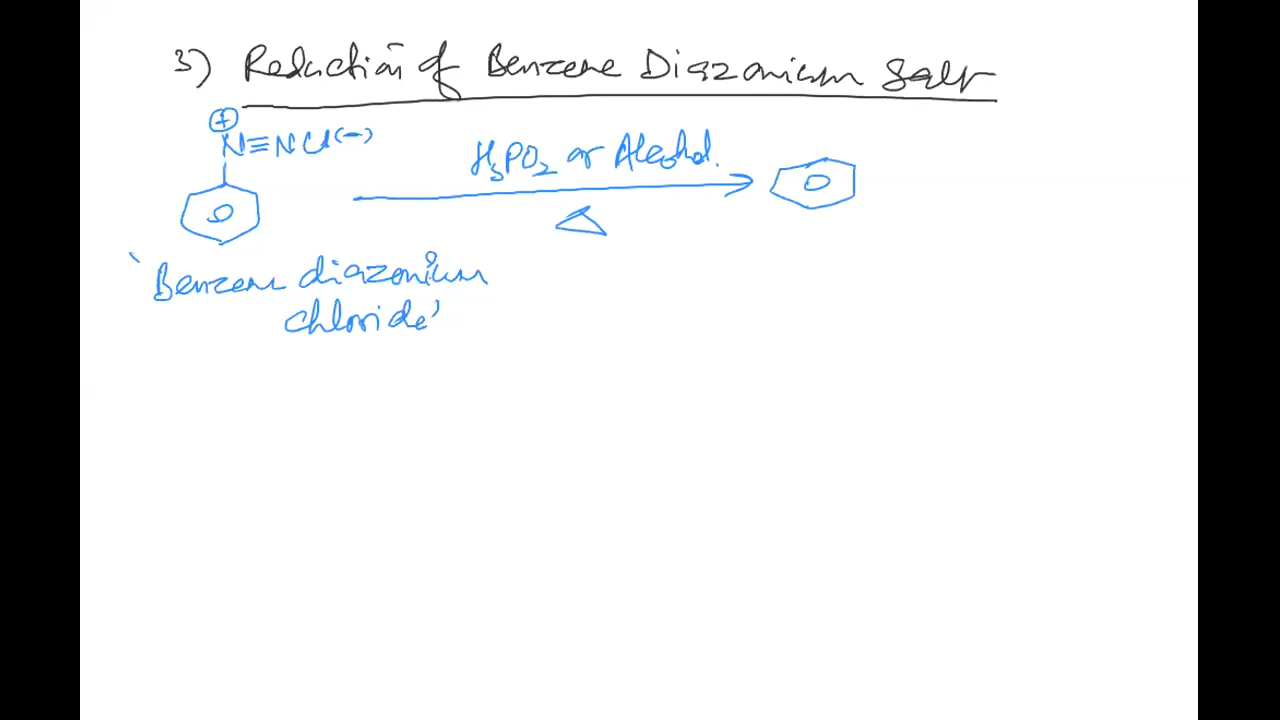 3) Reduction of Benzene Diazonium Salt
⊕
N≡NCl(−)
H₃PO₂ or Alcohol.
△
'Benzene diazonium
chloride'